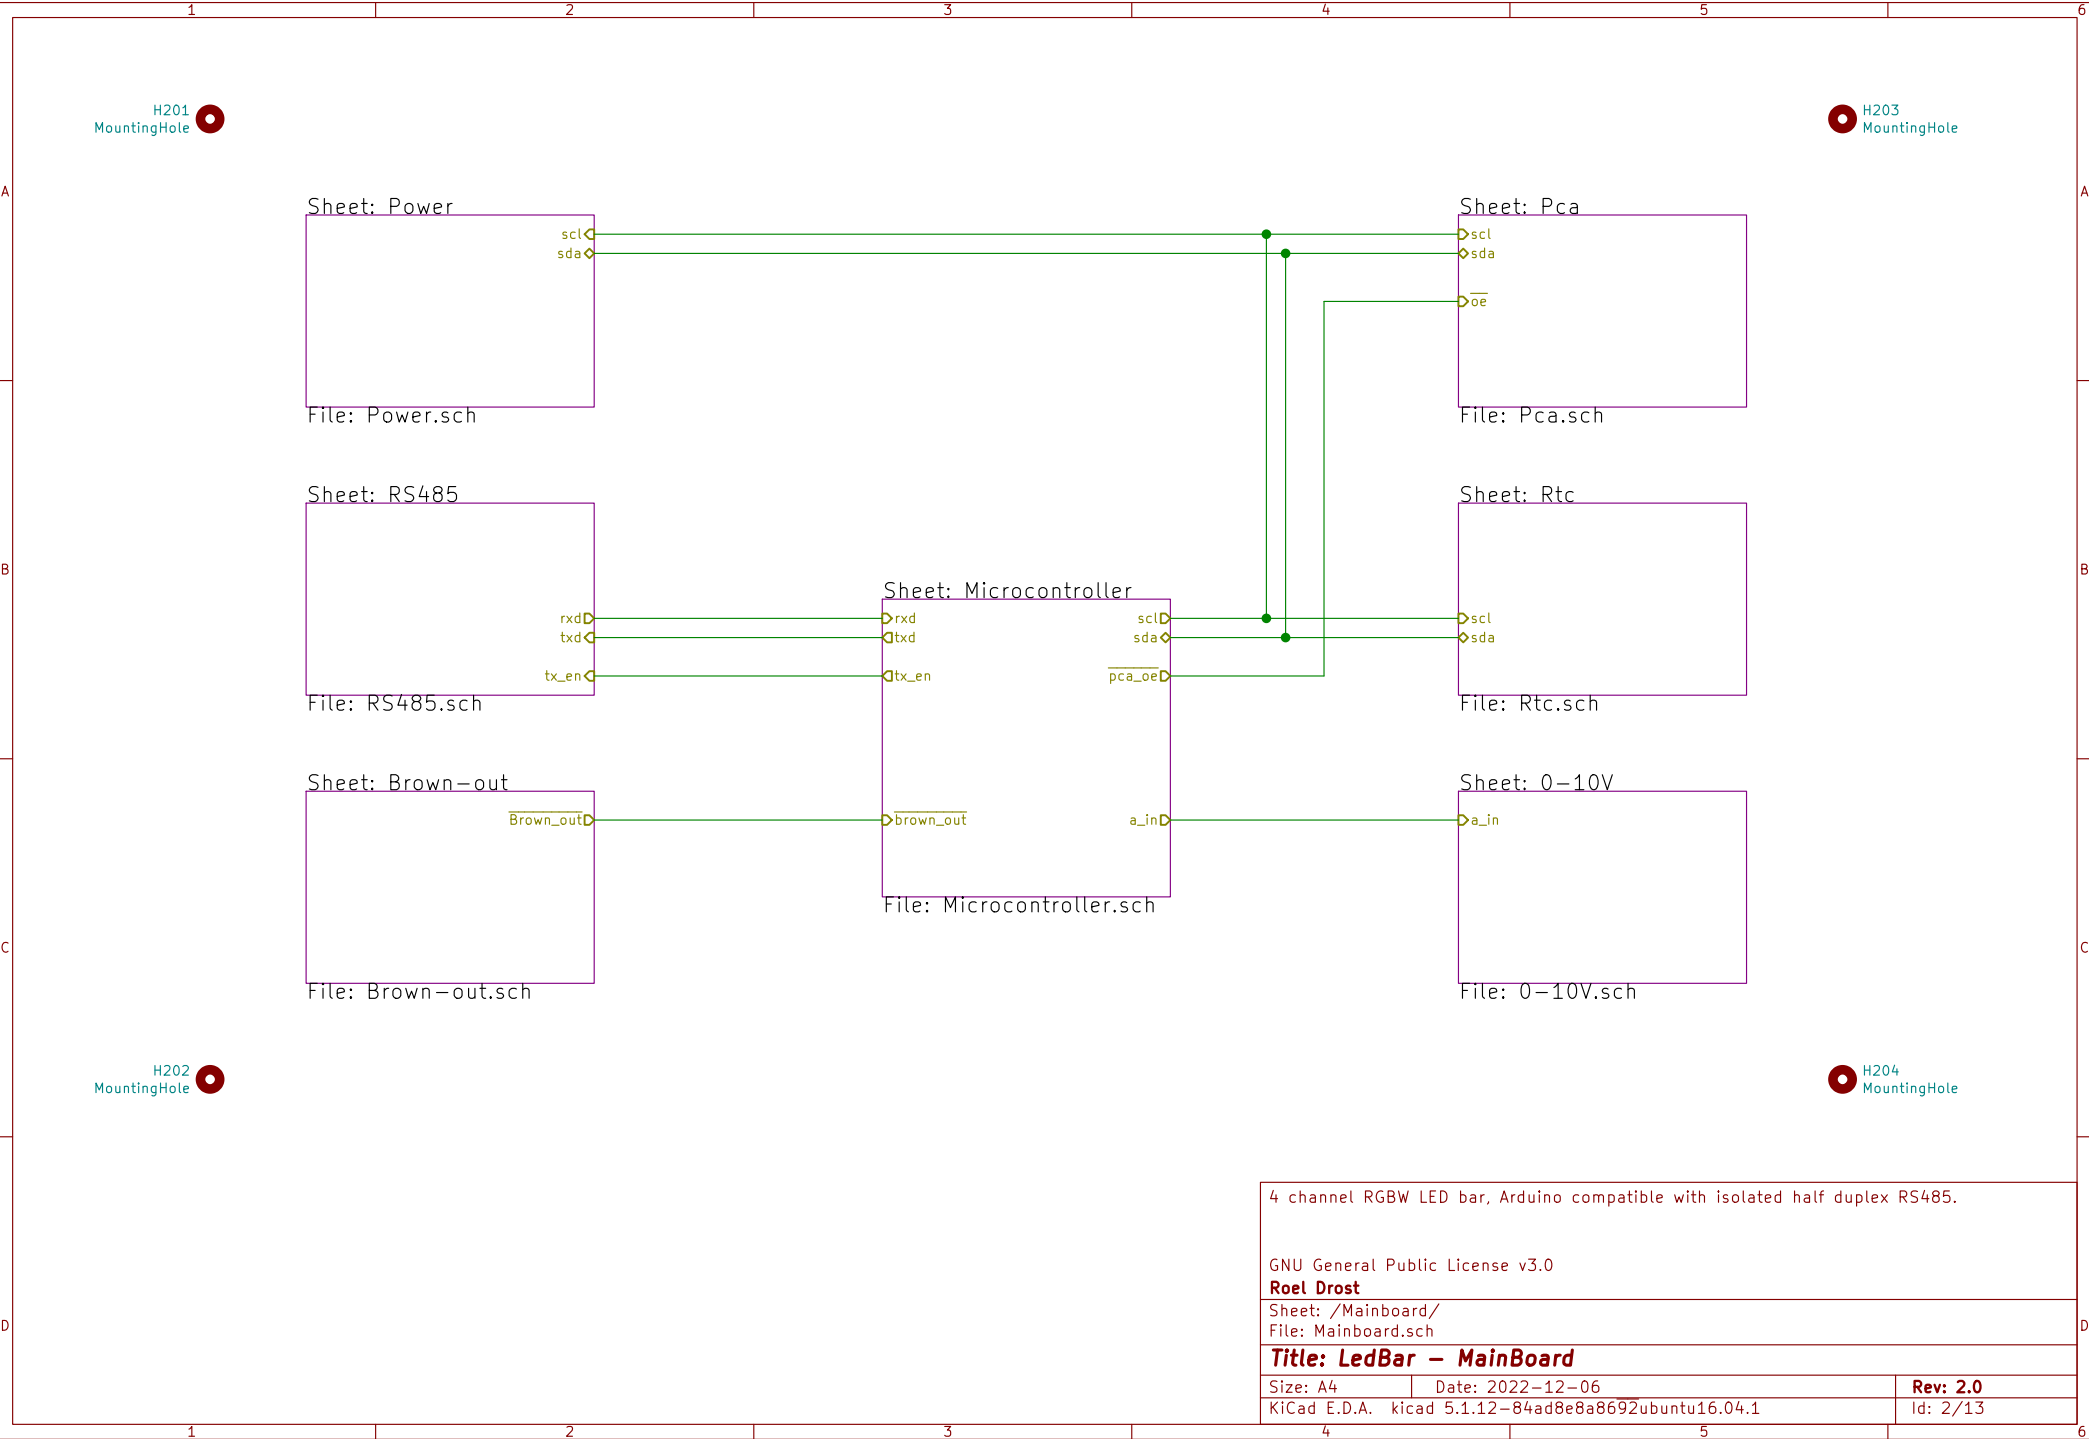 1 2 3 4 5 6
H201
MountingHole
H203
MountingHole
A A
Sheet: Power
scl
sda
File: Power.sch
Sheet: Pca
scl
sda
oe
File: Pca.sch
Sheet: RS485
rxd
txd
tx_en
File: RS485.sch
B B
Sheet: Microcontroller
rxd
txd
tx_en
brown_out
scl
sda
pca_oe
a_in
File: Microcontroller.sch
Sheet: Rtc
scl
sda
File: Rtc.sch
Sheet: Brown-out
Brown_out
File: Brown-out.sch
Sheet: 0-10V
a_in
File: 0-10V.sch
C C
H202
MountingHole
H204
MountingHole
4 channel RGBW LED bar, Arduino compatible with isolated half duplex RS485.
GNU General Public License v3.0
Roel Drost
Sheet: /Mainboard/
File: Mainboard.sch
D D
Title: LedBar - MainBoard
Size: A4 Date: 2022-12-06 Rev: 2.0
KiCad E.D.A. kicad 5.1.12-84ad8e8a8692ubuntu16.04.1 Id: 2/13
1 2 3 4 5 6